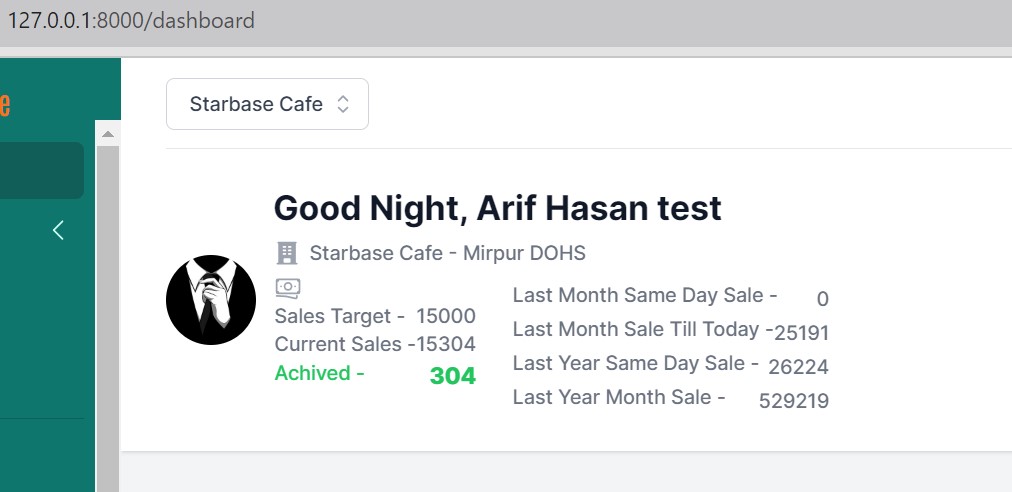 127.0.0.1:8000/dashboard
e
Starbase Cafe
Good Night, Arif Hasan test
Starbase Cafe - Mirpur DOHS
Sales Target - 15000
Current Sales -15304
Achived - 304
Last Month Same Day Sale - 0
Last Month Sale Till Today -25191
Last Year Same Day Sale - 26224
Last Year Month Sale - 529219